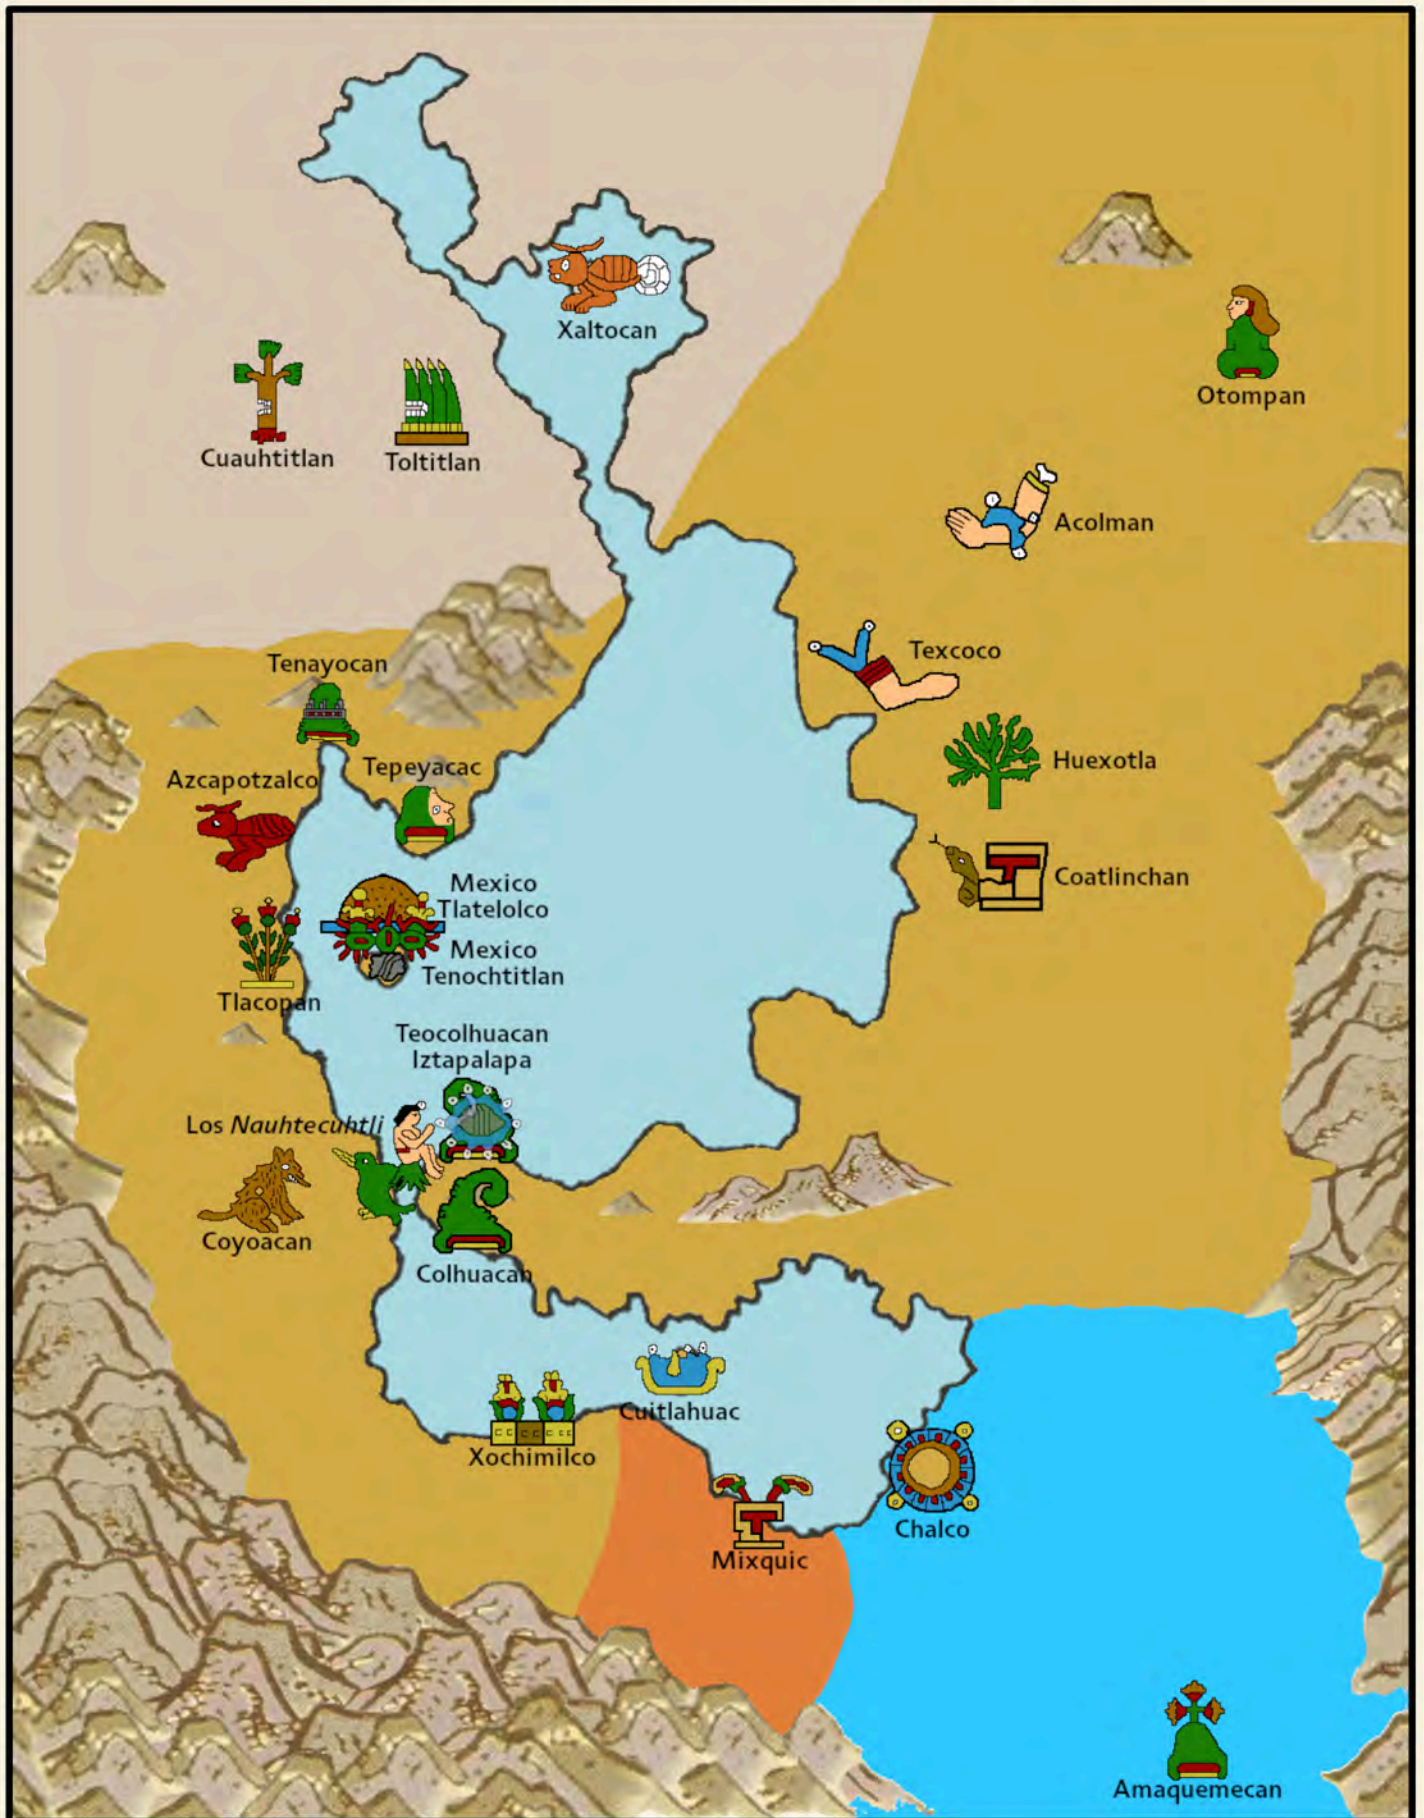 Xaltocan
Otompan
Cuauhtitlan
Toltitlan
Acolman
Texcoco
Tenayocan
Huexotla
Tepeyacac
Azcapotzalco
Coatlinchan
Mexico
Tlatelolco
Mexico
Tenochtitlan
Tlacopan
Teocolhuacan
Iztapalapa
Los Nauhtecuhtli
Coyoacan
Colhuacan
Cuitlahuac
Xochimilco
Chalco
Mixquic
Amaquemecan